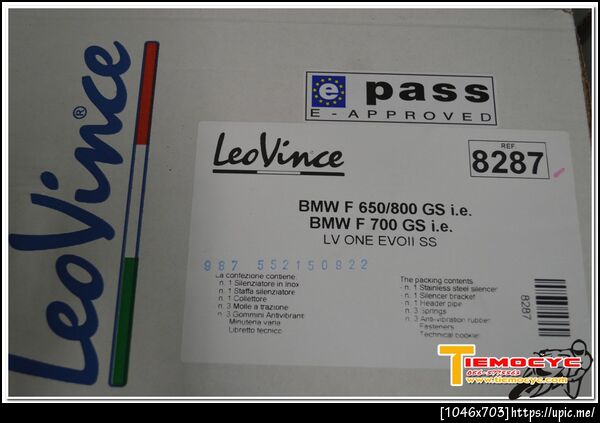 LeoVince®
e pass
E-APPROVED
LeoVince
REF.
8287
BMW F 650/800 GS i.e.
BMW F 700 GS i.e.
LV ONE EVOII SS
987 552150822
La confezione contiene:
n. 1 Silenziatore in inox
n. 1 Staffa silenziatore
n. 1 Collettore
n. 3 Molle a trazione
n. 3 Gommini Antivibranti
Minuteria varia
Libretto tecnico
The packing contents
n. 1 Stainless steel silencer
n. 1 Silencer bracket
n. 1 Header pipe
n. 3 Springs
n. 3 Anti-vibration rubber
Fasteners
Technical booklet
8287
TIEMOCYC
www.tiemocyc.com
[1046x703]https://upic.me/